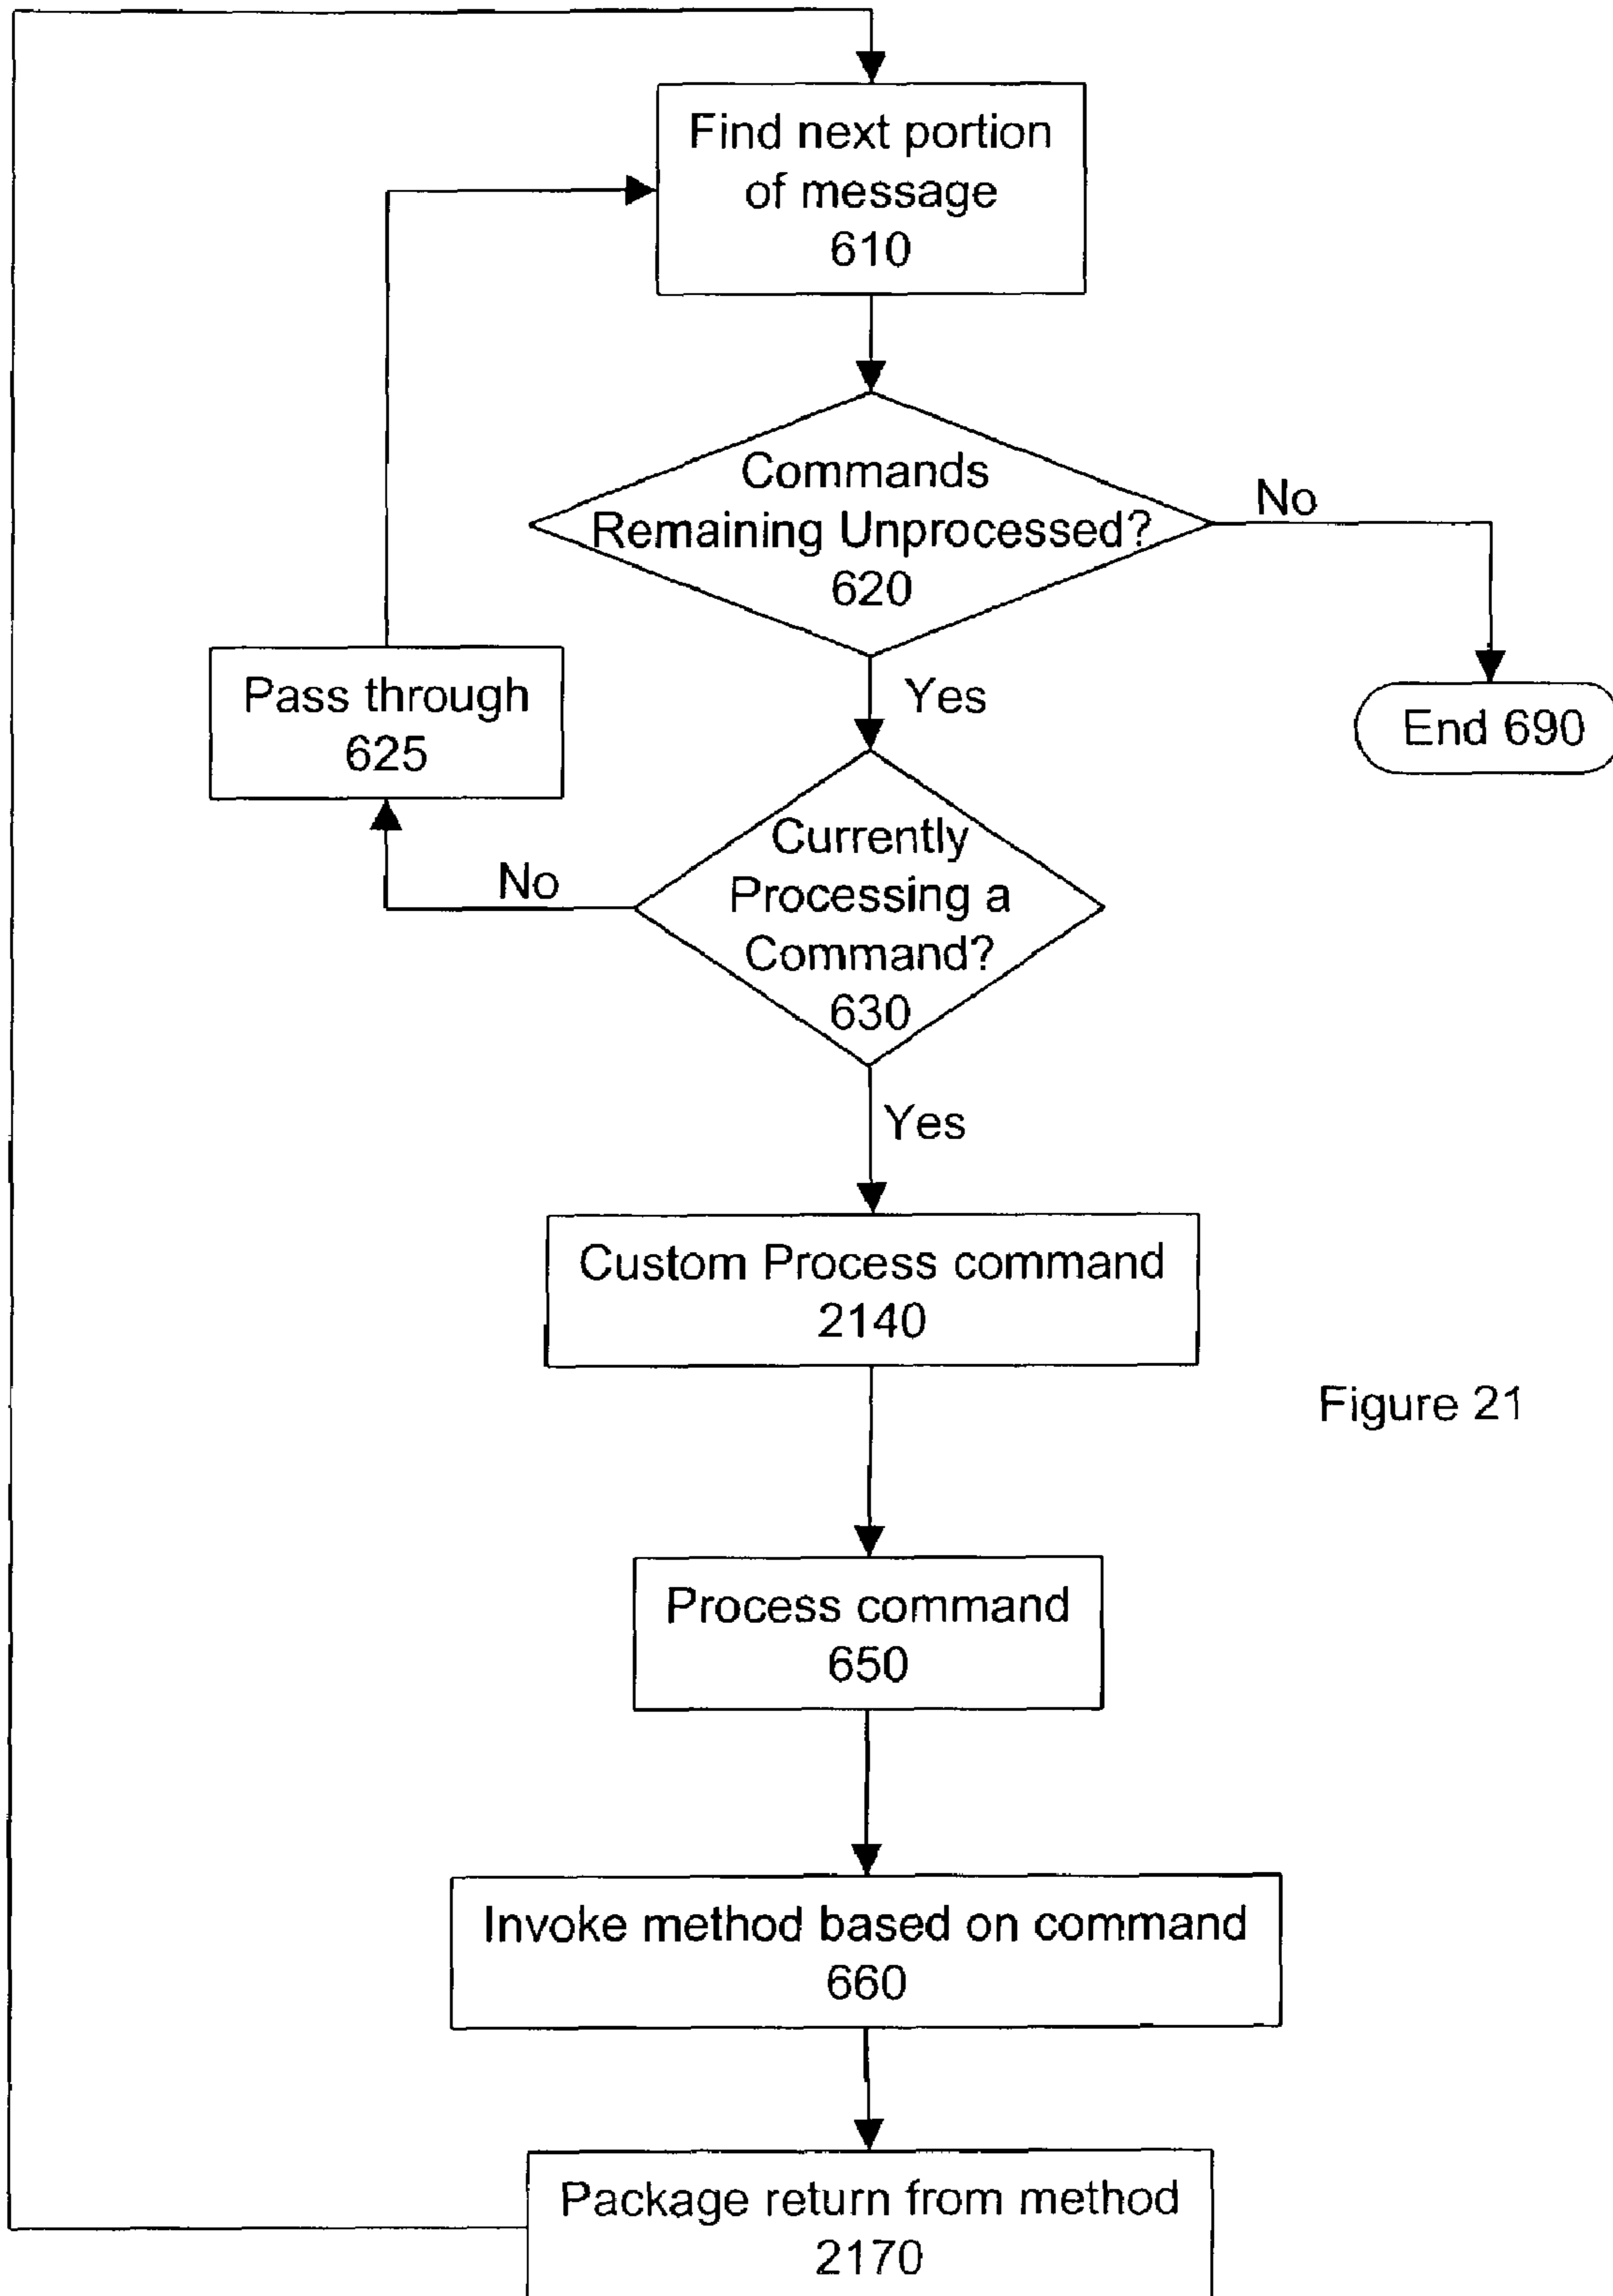 Find next portion
of message
610
Commands
Remaining Unprocessed?
620
No
Yes
Pass through
625
End 690
Currently
Processing a
Command?
630
No
Yes
Custom Process command
2140
Figure 21
Process command
650
Invoke method based on command
660
Package return from method
2170